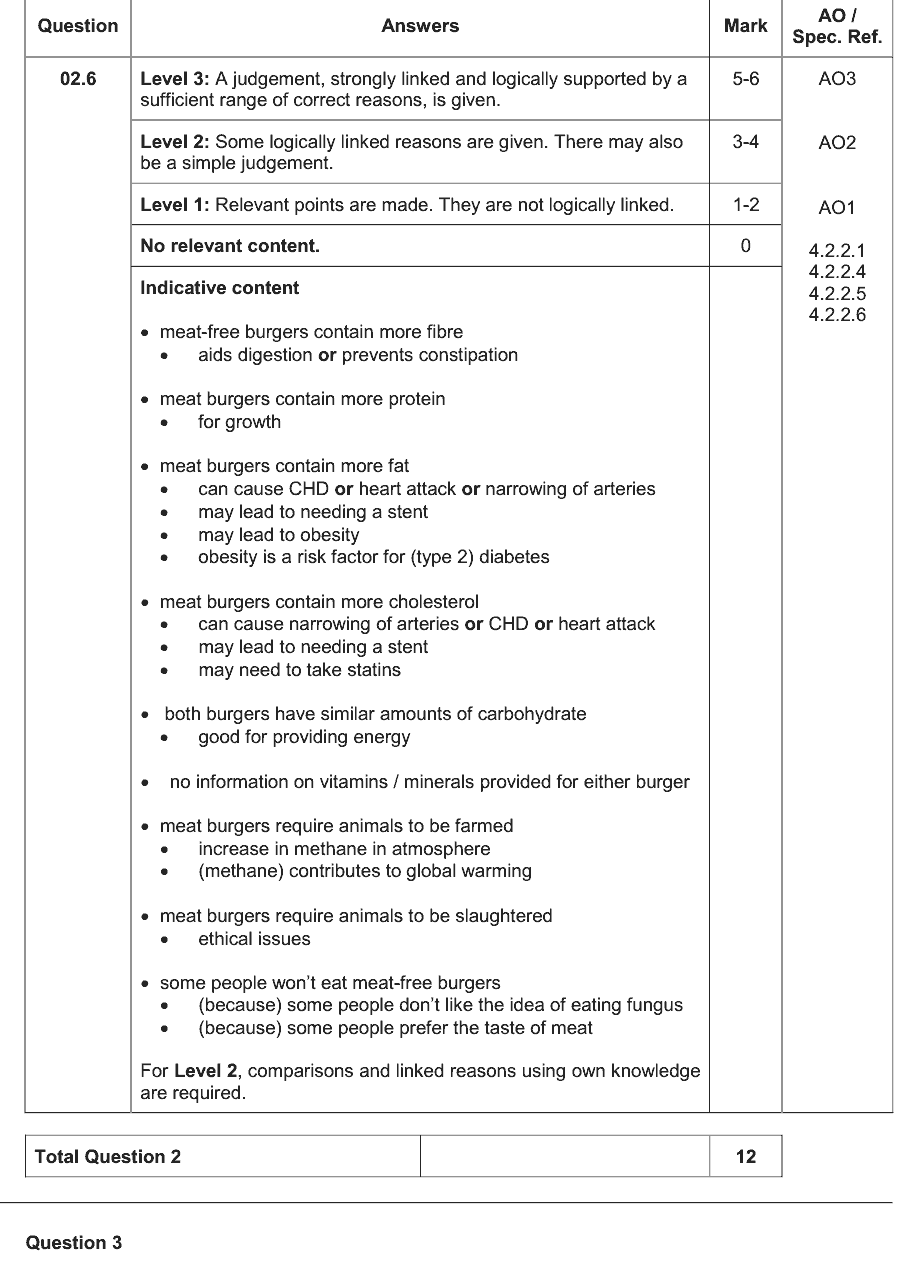 Question Answers Mark AO /
Spec. Ref.
02.6 Level 3: A judgement, strongly linked and logically supported by a 5-6 AO3
sufficient range of correct reasons, is given.
Level 2: Some logically linked reasons are given. There may also 3-4 AO2
be a simple judgement.
Level 1: Relevant points are made. They are not logically linked. 1-2 AO1
No relevant content. 0 4.2.2.1
4.2.2.4
4.2.2.5
4.2.2.6
Indicative content
• meat-free burgers contain more fibre
• aids digestion or prevents constipation
• meat burgers contain more protein
• for growth
• meat burgers contain more fat
• can cause CHD or heart attack or narrowing of arteries
• may lead to needing a stent
• may lead to obesity
• obesity is a risk factor for (type 2) diabetes
• meat burgers contain more cholesterol
• can cause narrowing of arteries or CHD or heart attack
• may lead to needing a stent
• may need to take statins
• both burgers have similar amounts of carbohydrate
• good for providing energy
• no information on vitamins / minerals provided for either burger
• meat burgers require animals to be farmed
• increase in methane in atmosphere
• (methane) contributes to global warming
• meat burgers require animals to be slaughtered
• ethical issues
• some people won't eat meat-free burgers
• (because) some people don't like the idea of eating fungus
• (because) some people prefer the taste of meat
For Level 2, comparisons and linked reasons using own knowledge
are required.
Total Question 2 12
Question 3